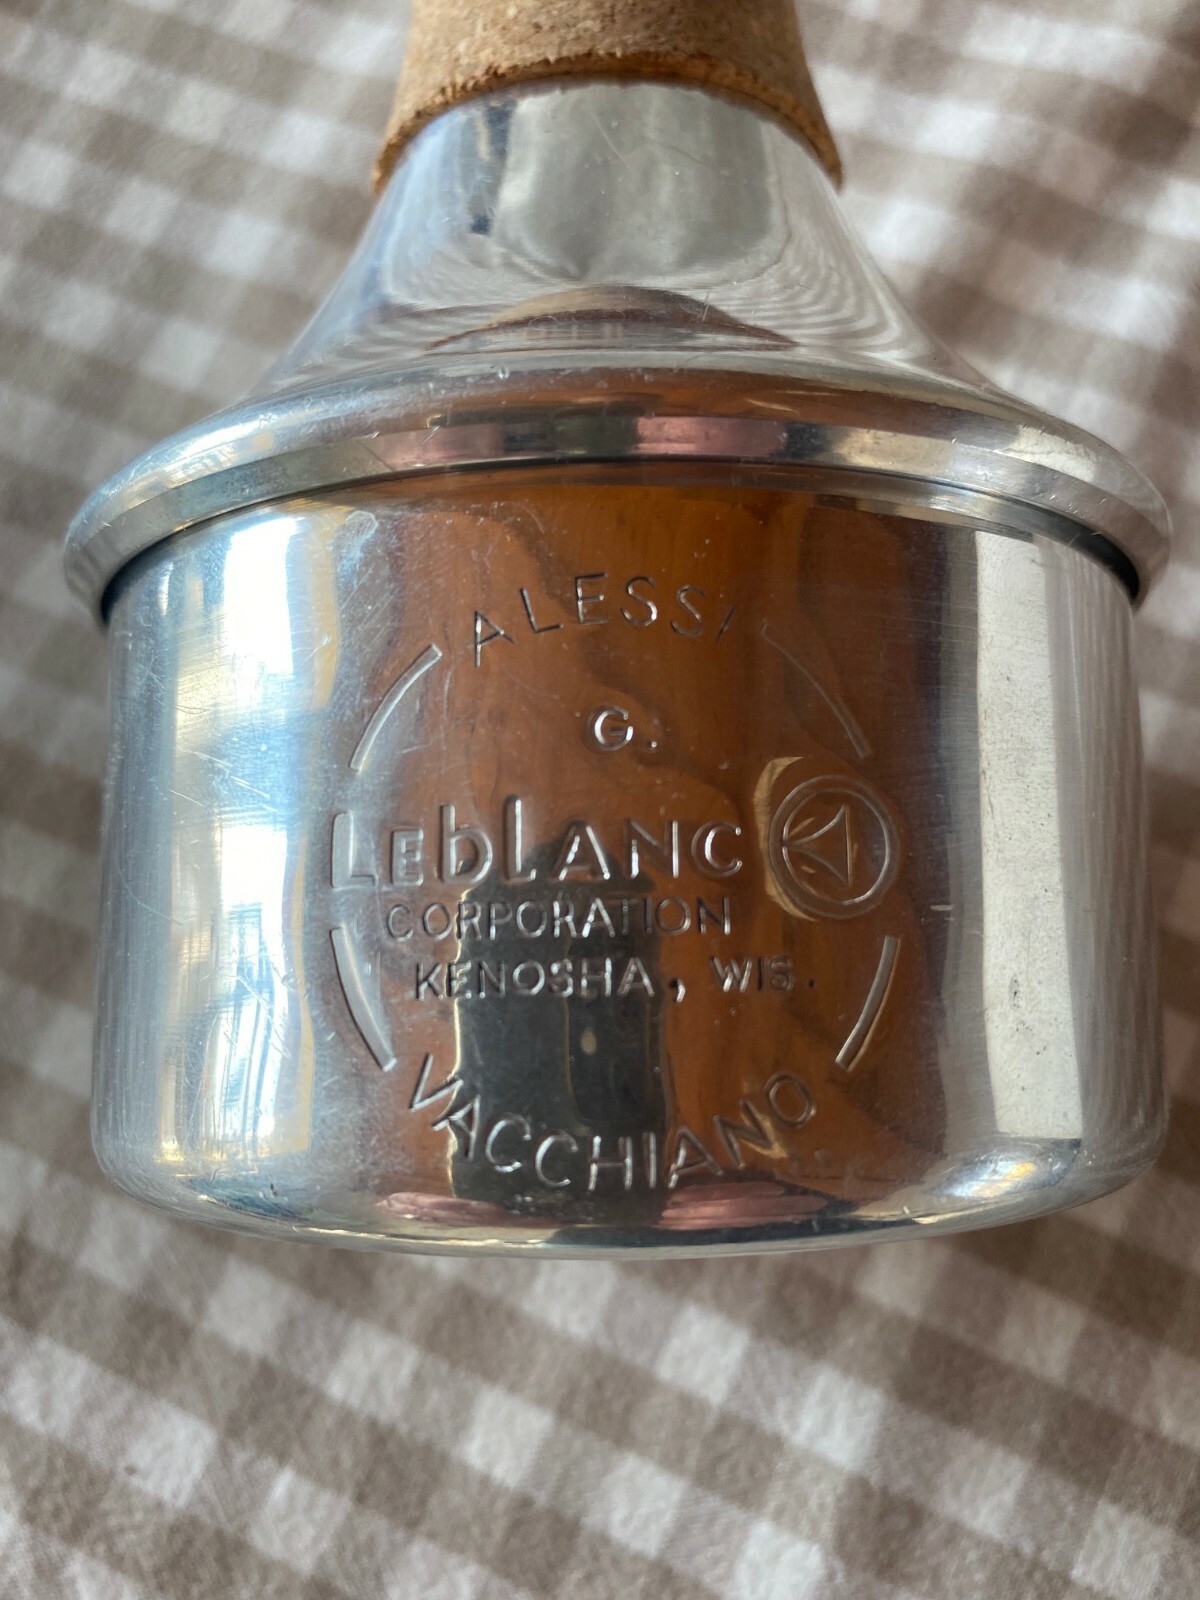 ALESSI
G.
LEblANC
CORPORATION
KENOSHA, WIS.
VACCHIANO